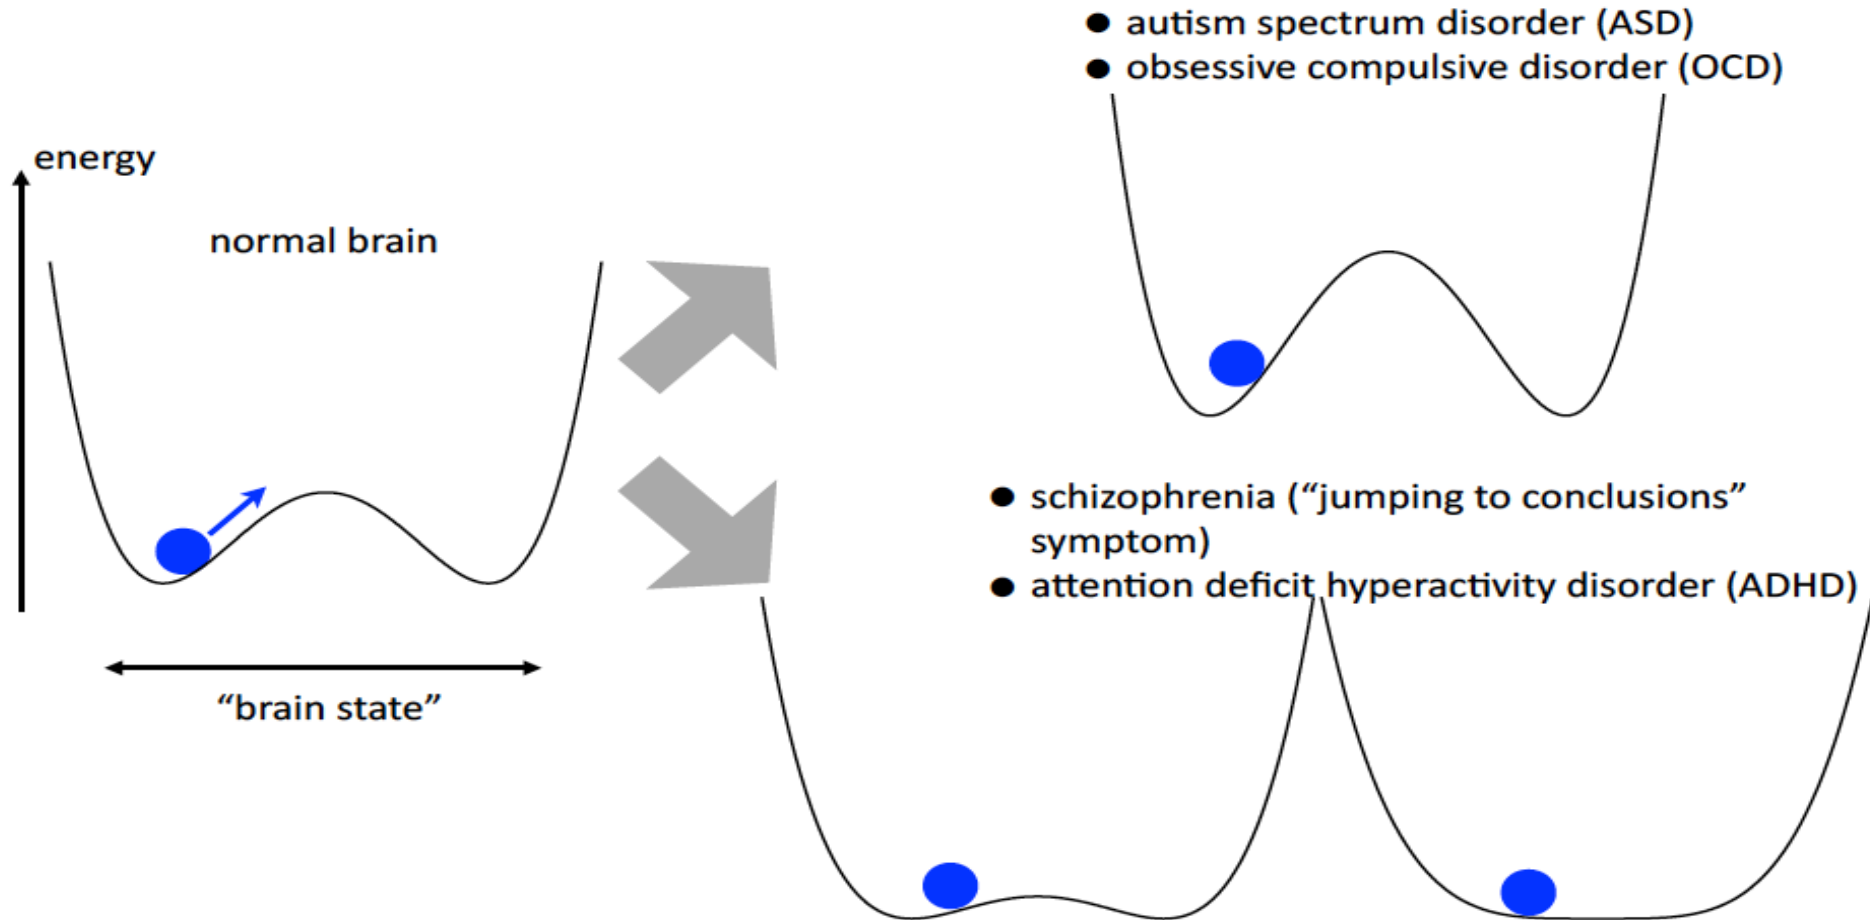 ● autism spectrum disorder (ASD)
● obsessive compulsive disorder (OCD)
energy
normal brain
● schizophrenia (“jumping to conclusions”
symptom)
● attention deficit hyperactivity disorder (ADHD)
“brain state”